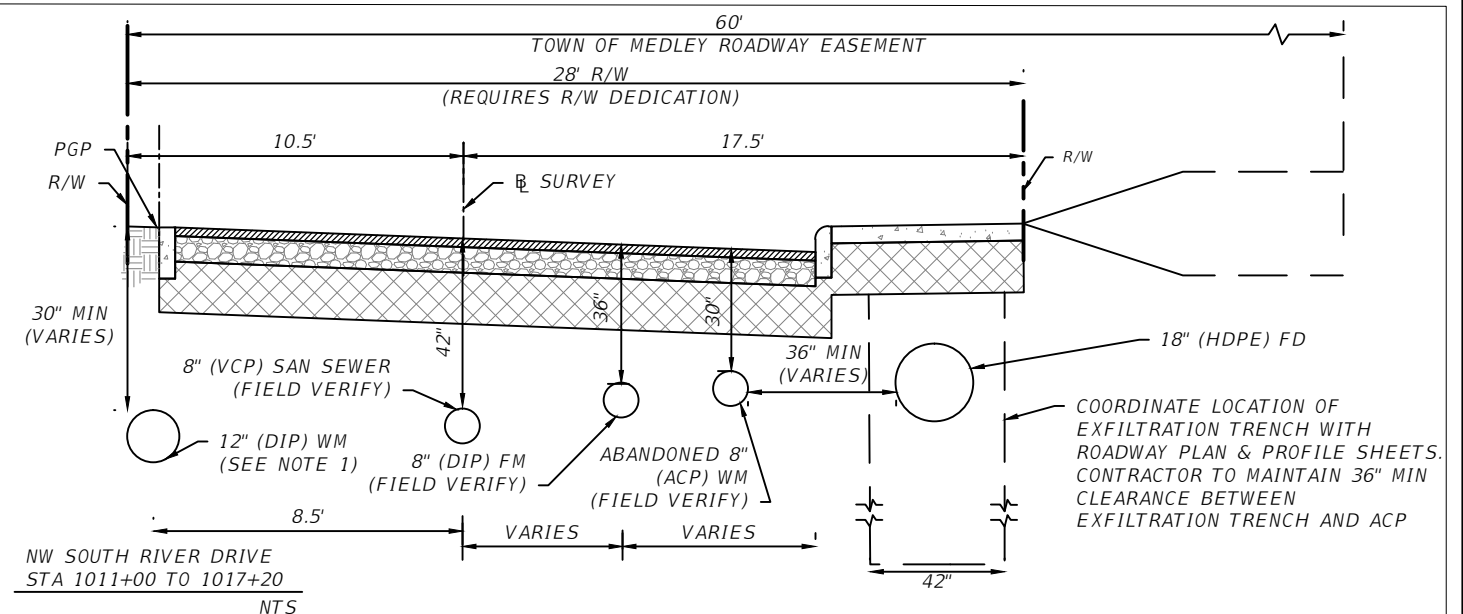 60'
TOWN OF MEDLEY ROADWAY EASEMENT
28' R/W
(REQUIRES R/W DEDICATION)
10.5'
17.5'
PGP
R/W
R/W
BL SURVEY
30" MIN
(VARIES)
42"
36"
30"
8" (VCP) SAN SEWER
(FIELD VERIFY)
36" MIN
(VARIES)
18" (HDPE) FD
12" (DIP) WM
(SEE NOTE 1)
8" (DIP) FM
(FIELD VERIFY)
ABANDONED 8"
(ACP) WM
(FIELD VERIFY)
COORDINATE LOCATION OF
EXFILTRATION TRENCH WITH
ROADWAY PLAN & PROFILE SHEETS.
CONTRACTOR TO MAINTAIN 36" MIN
CLEARANCE BETWEEN
EXFILTRATION TRENCH AND ACP
8.5'
VARIES
VARIES
42"
NW SOUTH RIVER DRIVE
STA 1011+00 TO 1017+20
NTS